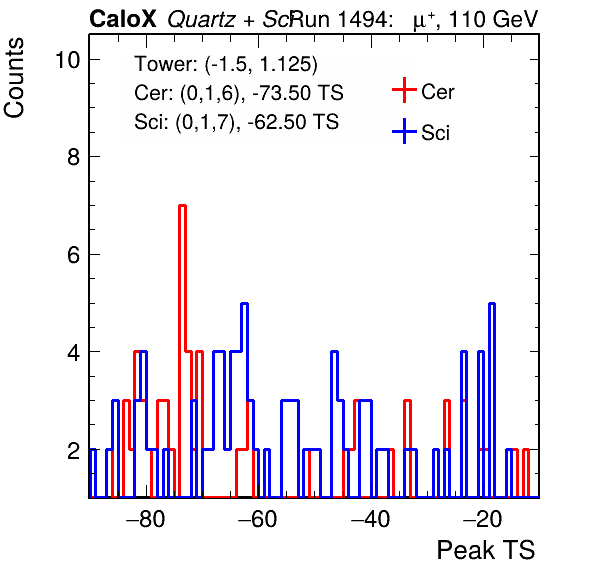 CaloX Quartz + Sci Run 1494: μ⁺, 110 GeV
Counts
Tower: (-1.5, 1.125)
Cer: (0,1,6), -73.50 TS
Sci: (0,1,7), -62.50 TS
Cer
Sci
10
8
6
4
2
−80 −60 −40 −20
Peak TS